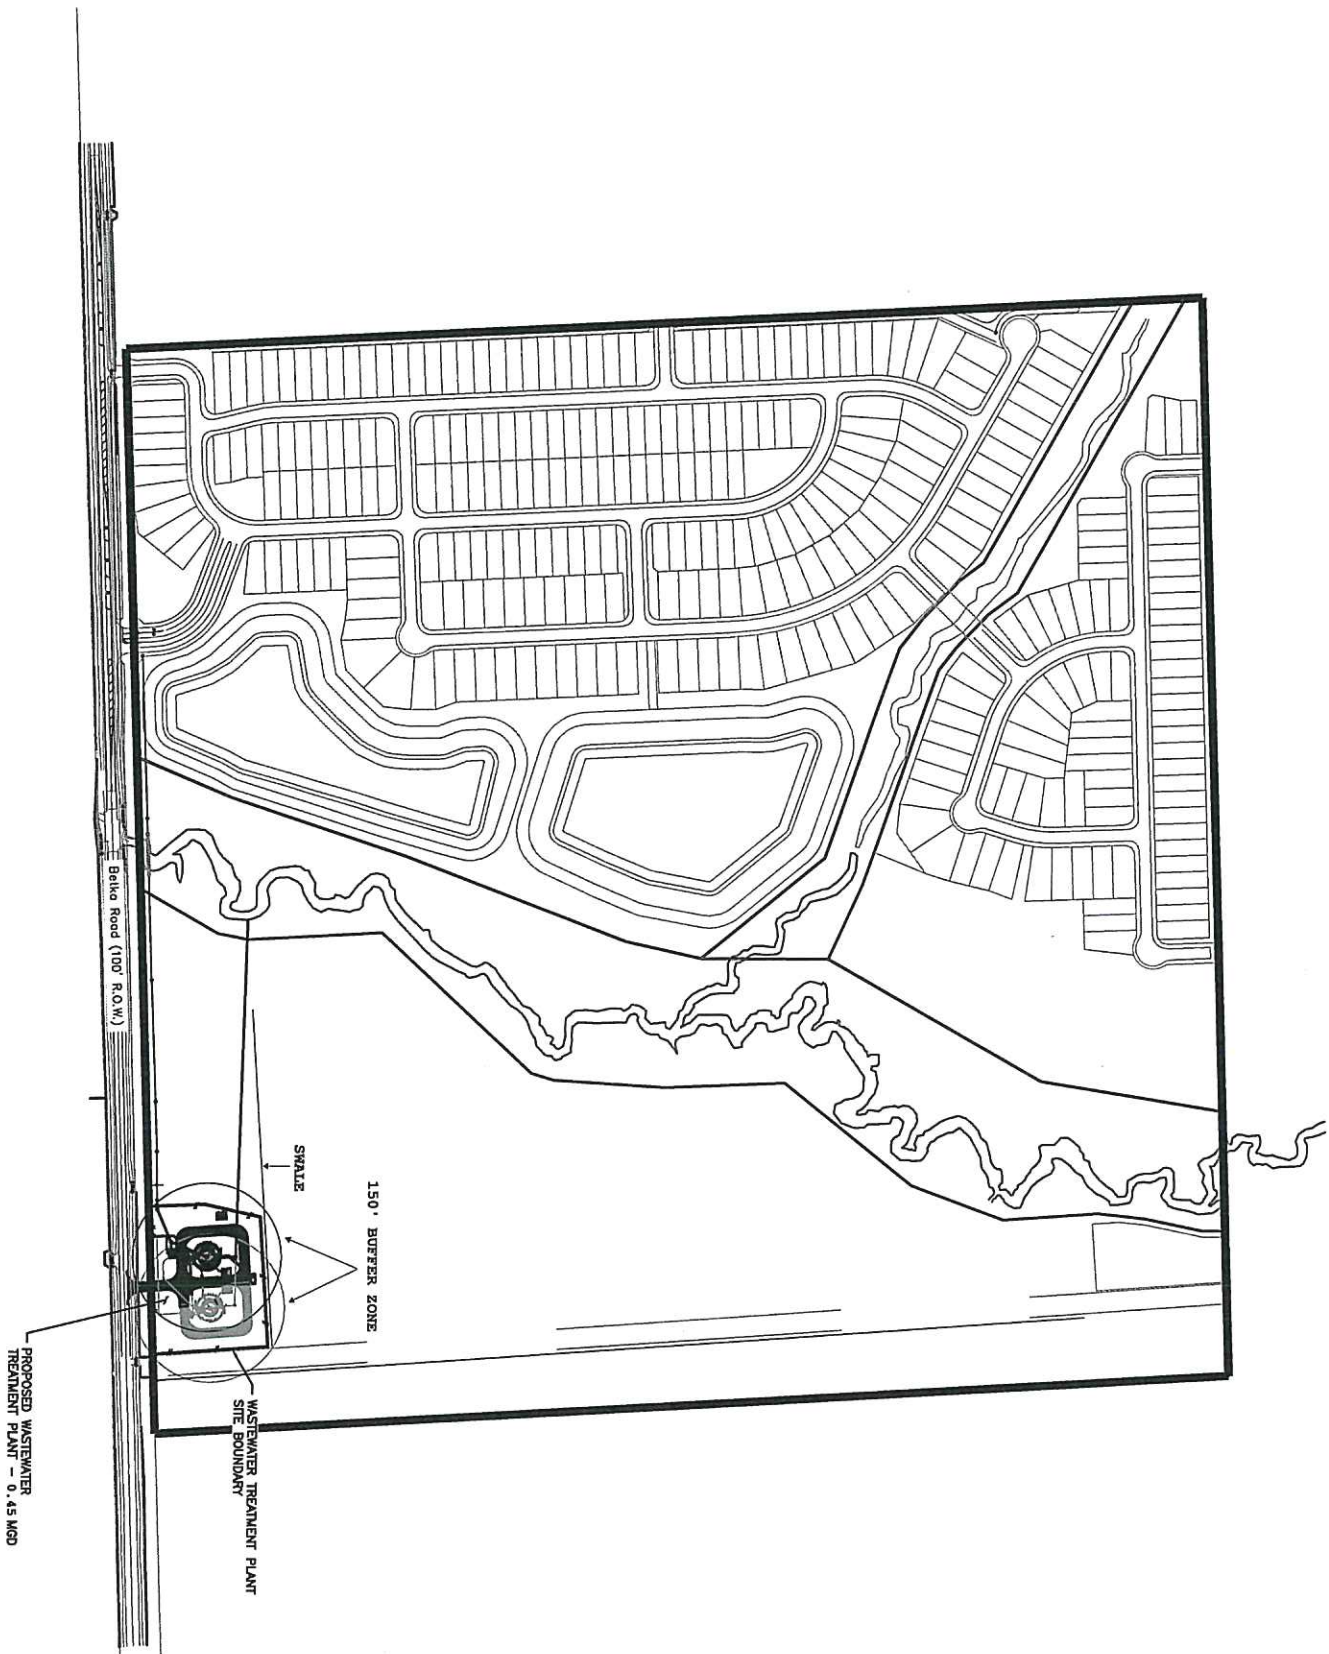 150' BUFFER ZONE
SWALE
WASTEWATER TREATMENT PLANT
SITE BOUNDARY
Belka Road (100' R.O.W.)
PROPOSED WASTEWATER
TREATMENT PLANT - 0.45 MGD